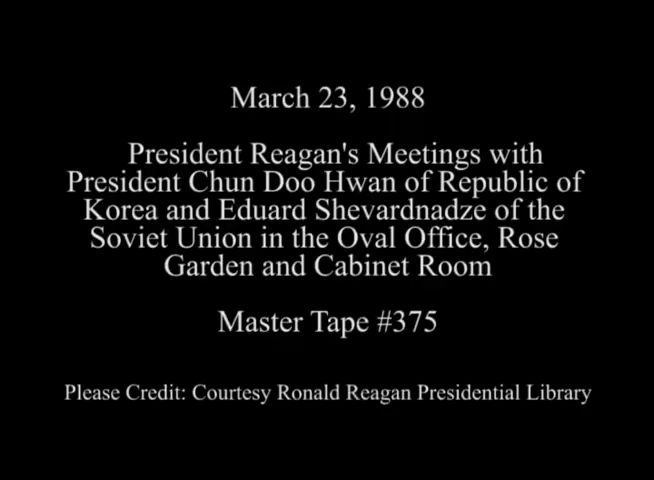 March 23, 1988
President Reagan's Meetings with
President Chun Doo Hwan of Republic of
Korea and Eduard Shevardnadze of the
Soviet Union in the Oval Office, Rose
Garden and Cabinet Room
Master Tape #375
Please Credit: Courtesy Ronald Reagan Presidential Library